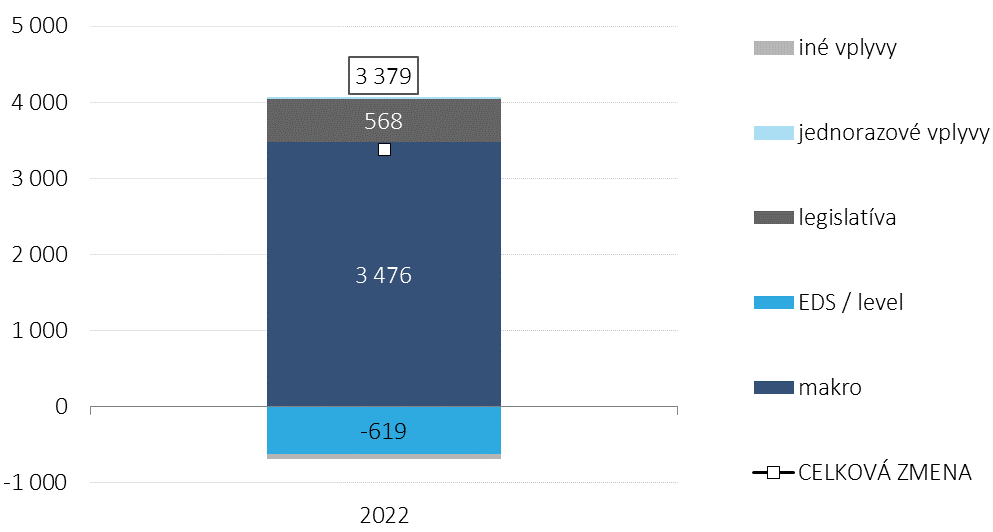 5 000
4 000
3 000
2 000
1 000
0
-1 000
3 379
568
3 476
-619
2022
iné vplyvy
jednorazové vplyvy
legislatíva
EDS / level
makro
CELKOVÁ ZMENA